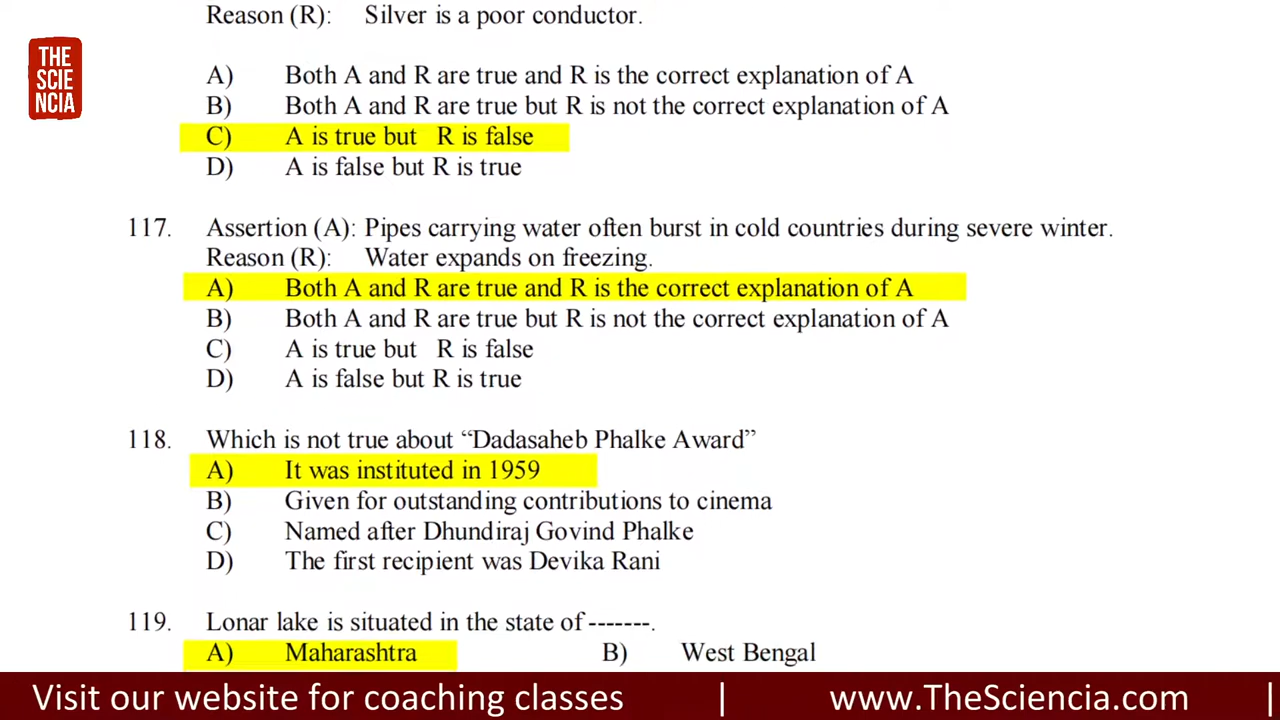 Reason (R): Silver is a poor conductor.
THE
SCIE
NCIA
A) Both A and R are true and R is the correct explanation of A
B) Both A and R are true but R is not the correct explanation of A
C) A is true but R is false
D) A is false but R is true
117. Assertion (A): Pipes carrying water often burst in cold countries during severe winter.
Reason (R): Water expands on freezing.
A) Both A and R are true and R is the correct explanation of A
B) Both A and R are true but R is not the correct explanation of A
C) A is true but R is false
D) A is false but R is true
118. Which is not true about “Dadasaheb Phalke Award”
A) It was instituted in 1959
B) Given for outstanding contributions to cinema
C) Named after Dhundiraj Govind Phalke
D) The first recipient was Devika Rani
119. Lonar lake is situated in the state of -------.
A) Maharashtra B) West Bengal
Visit our website for coaching classes | www.TheSciencia.com |